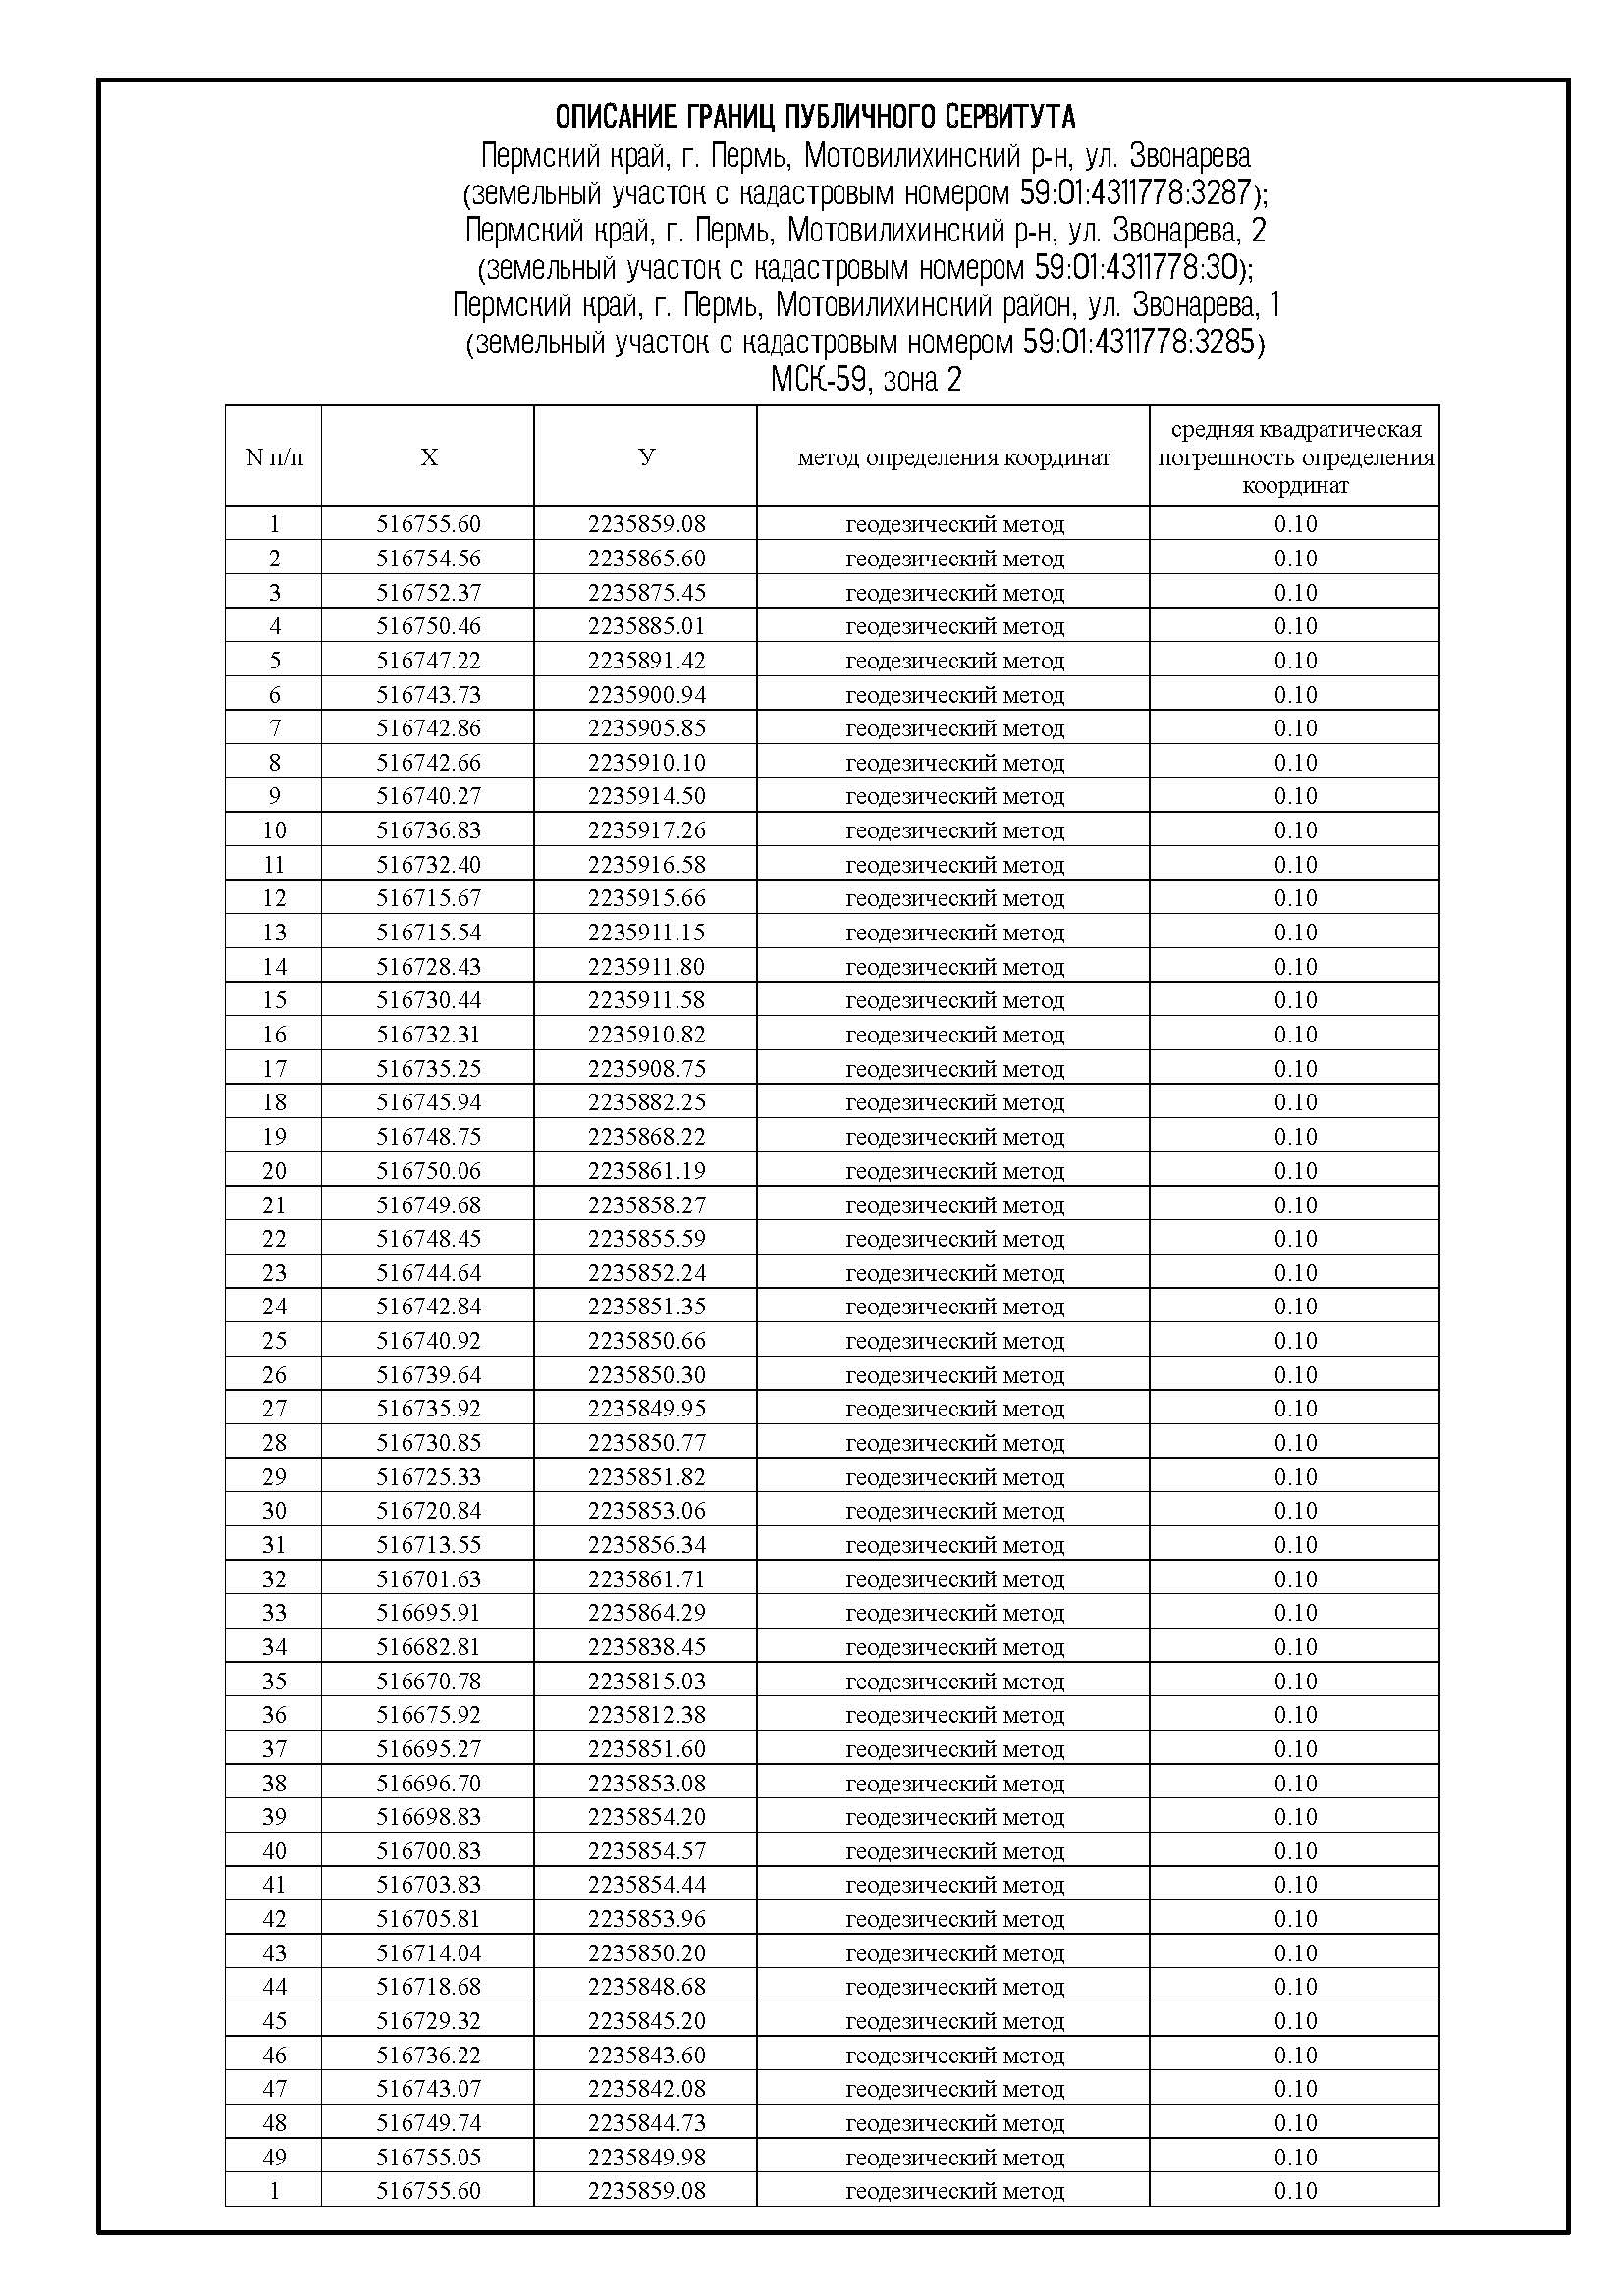 ОПИСАНИЕ ГРАНИЦ ПУБЛИЧНОГО СЕРВИТУТА
Пермский край, г. Пермь, Мотовилихинский р-н, ул. Звонарева
(земельный участок с кадастровым номером 59:01:4311778:3287);
Пермский край, г. Пермь, Мотовилихинский р-н, ул. Звонарева, 2
(земельный участок с кадастровым номером 59:01:4311778:30);
Пермский край, г. Пермь, Мотовилихинский район, ул. Звонарева, 1
(земельный участок с кадастровым номером 59:01:4311778:3285)
МСК-59, зона 2
N п/п Х У метод определения координат средняя квадратическая погрешность определения координат
1 516755.60 2235859.08 геодезический метод 0.10
2 516754.56 2235865.60 геодезический метод 0.10
3 516752.37 2235875.45 геодезический метод 0.10
4 516750.46 2235885.01 геодезический метод 0.10
5 516747.22 2235891.42 геодезический метод 0.10
6 516743.73 2235900.94 геодезический метод 0.10
7 516742.86 2235905.85 геодезический метод 0.10
8 516742.66 2235910.10 геодезический метод 0.10
9 516740.27 2235914.50 геодезический метод 0.10
10 516736.83 2235917.26 геодезический метод 0.10
11 516732.40 2235916.58 геодезический метод 0.10
12 516715.67 2235915.66 геодезический метод 0.10
13 516715.54 2235911.15 геодезический метод 0.10
14 516728.43 2235911.80 геодезический метод 0.10
15 516730.44 2235911.58 геодезический метод 0.10
16 516732.31 2235910.82 геодезический метод 0.10
17 516735.25 2235908.75 геодезический метод 0.10
18 516745.94 2235882.25 геодезический метод 0.10
19 516748.75 2235868.22 геодезический метод 0.10
20 516750.06 2235861.19 геодезический метод 0.10
21 516749.68 2235858.27 геодезический метод 0.10
22 516748.45 2235855.59 геодезический метод 0.10
23 516744.64 2235852.24 геодезический метод 0.10
24 516742.84 2235851.35 геодезический метод 0.10
25 516740.92 2235850.66 геодезический метод 0.10
26 516739.64 2235850.30 геодезический метод 0.10
27 516735.92 2235849.95 геодезический метод 0.10
28 516730.85 2235850.77 геодезический метод 0.10
29 516725.33 2235851.82 геодезический метод 0.10
30 516720.84 2235853.06 геодезический метод 0.10
31 516713.55 2235856.34 геодезический метод 0.10
32 516701.63 2235861.71 геодезический метод 0.10
33 516695.91 2235864.29 геодезический метод 0.10
34 516682.81 2235838.45 геодезический метод 0.10
35 516670.78 2235815.03 геодезический метод 0.10
36 516675.92 2235812.38 геодезический метод 0.10
37 516695.27 2235851.60 геодезический метод 0.10
38 516696.70 2235853.08 геодезический метод 0.10
39 516698.83 2235854.20 геодезический метод 0.10
40 516700.83 2235854.57 геодезический метод 0.10
41 516703.83 2235854.44 геодезический метод 0.10
42 516705.81 2235853.96 геодезический метод 0.10
43 516714.04 2235850.20 геодезический метод 0.10
44 516718.68 2235848.68 геодезический метод 0.10
45 516729.32 2235845.20 геодезический метод 0.10
46 516736.22 2235843.60 геодезический метод 0.10
47 516743.07 2235842.08 геодезический метод 0.10
48 516749.74 2235844.73 геодезический метод 0.10
49 516755.05 2235849.98 геодезический метод 0.10
1 516755.60 2235859.08 геодезический метод 0.10